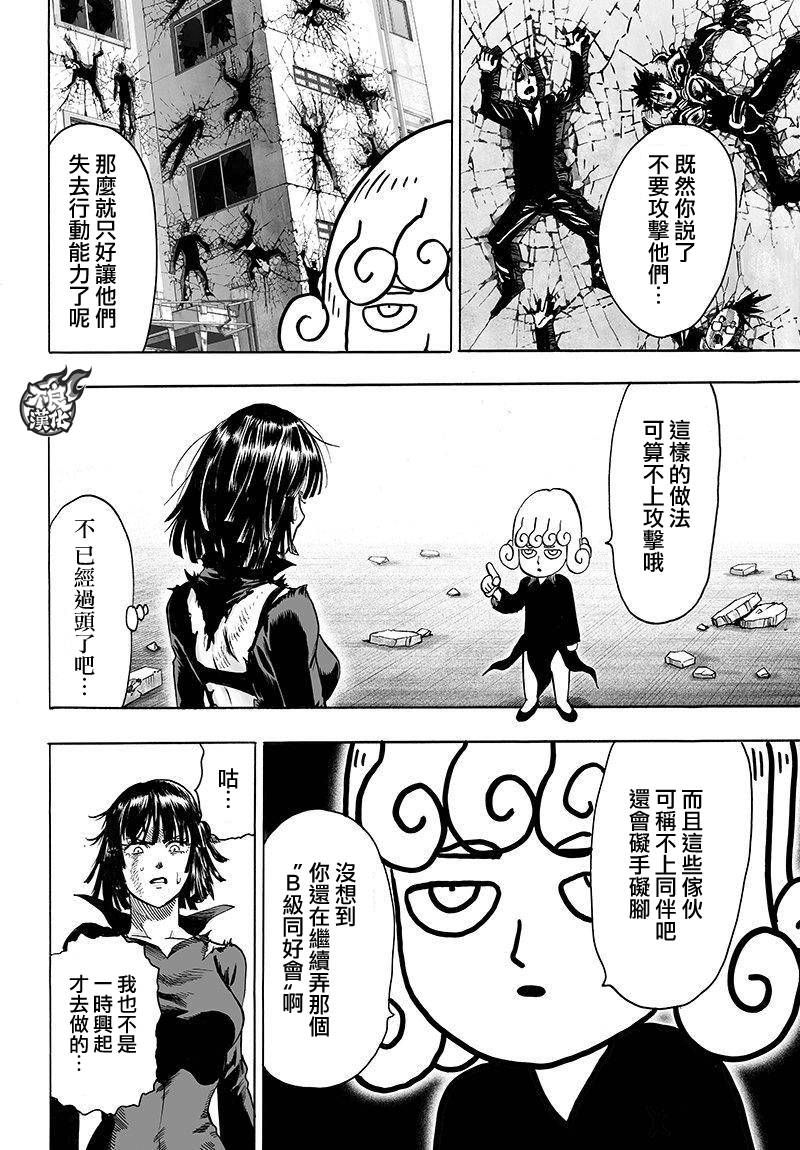 既然你說了
不要攻擊他們…
那麼就只好讓他們
失去行動能力了呢
這樣的做法
可算不上攻擊哦
不 已經過頭了吧…
而且這些傢伙
可稱不上同伴吧
還會礙手礙腳
沒想到
你還在繼續弄那個
"B級同好會"啊
咕…
我也不是
一時興起
才去做的…
漢化